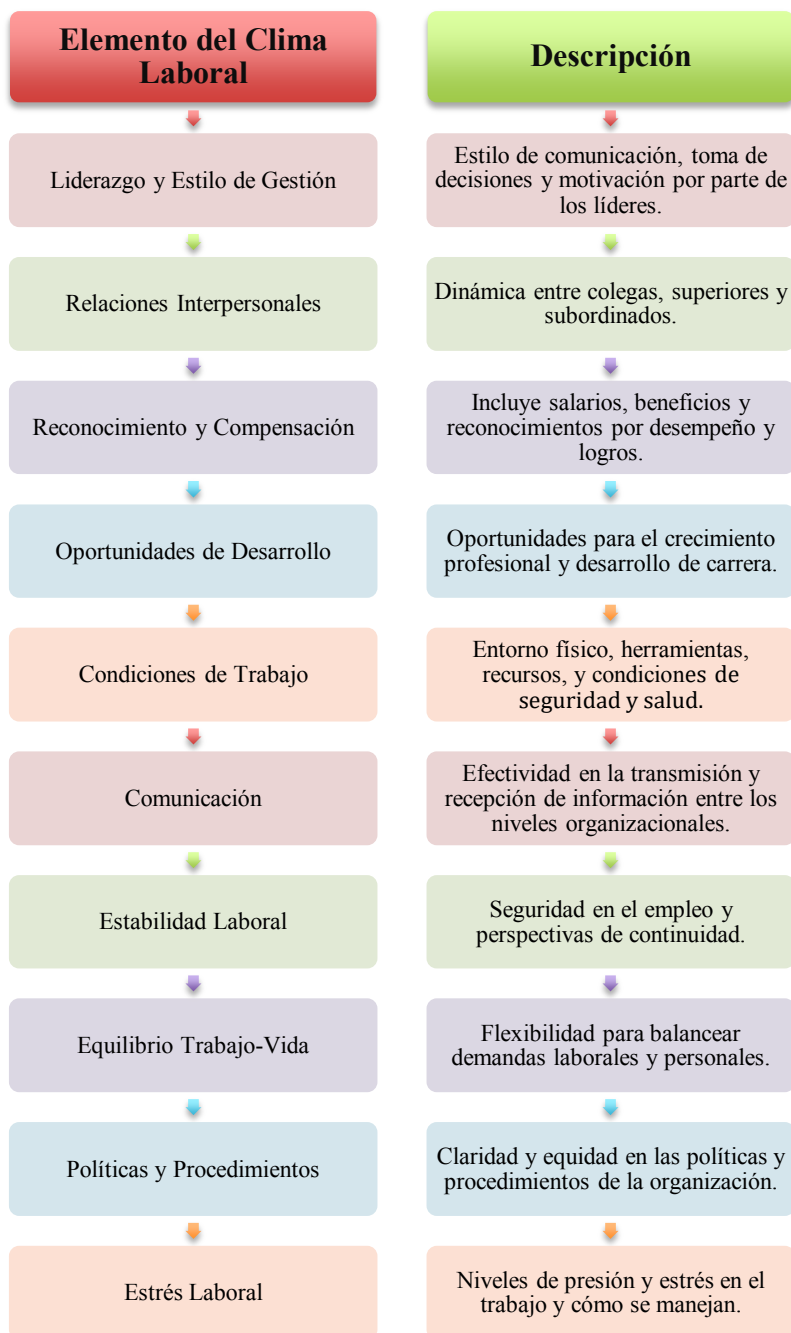 Elemento del Clima
Laboral
Descripción
Liderazgo y Estilo de Gestión
Estilo de comunicación, toma de
decisiones y motivación por parte de
los líderes.
Relaciones Interpersonales
Dinámica entre colegas, superiores y
subordinados.
Reconocimiento y Compensación
Incluye salarios, beneficios y
reconocimientos por desempeño y
logros.
Oportunidades de Desarrollo
Oportunidades para el crecimiento
profesional y desarrollo de carrera.
Condiciones de Trabajo
Entorno físico, herramientas,
recursos, y condiciones de
seguridad y salud.
Comunicación
Efectividad en la transmisión y
recepción de información entre los
niveles organizacionales.
Estabilidad Laboral
Seguridad en el empleo y
perspectivas de continuidad.
Equilibrio Trabajo-Vida
Flexibilidad para balancear
demandas laborales y personales.
Políticas y Procedimientos
Claridad y equidad en las políticas y
procedimientos de la organización.
Estrés Laboral
Niveles de presión y estrés en el
trabajo y cómo se manejan.